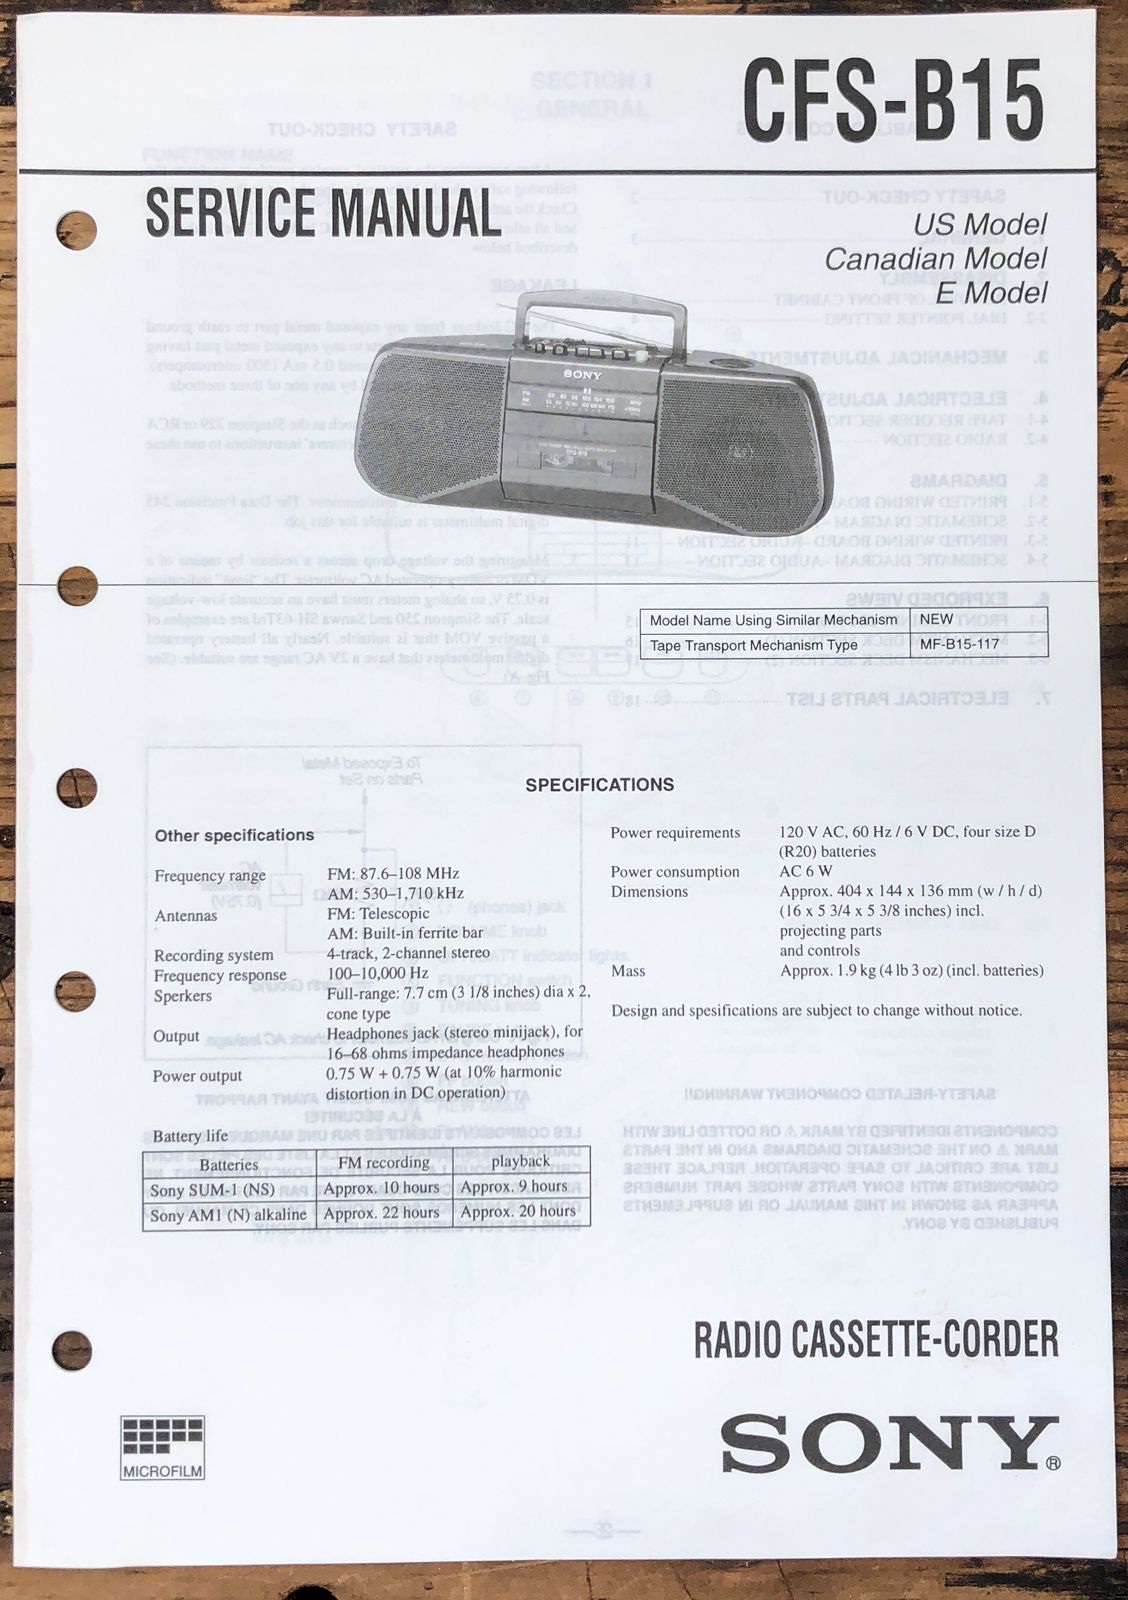 CFS-B15
SERVICE MANUAL
US Model
Canadian Model
E Model
SONY
Model Name Using Similar Mechanism NEW
Tape Transport Mechanism Type MF-B15-117
SPECIFICATIONS
Other specifications
Frequency range FM: 87.6–108 MHz
AM: 530–1,710 kHz
Antennas FM: Telescopic
AM: Built-in ferrite bar
Recording system 4-track, 2-channel stereo
Frequency response 100–10,000 Hz
Sperkers Full-range: 7.7 cm (3 1/8 inches) dia x 2,
cone type
Output Headphones jack (stereo minijack), for
16–68 ohms impedance headphones
Power output 0.75 W + 0.75 W (at 10% harmonic
distortion in DC operation)
Battery life
Batteries FM recording playback
Sony SUM-1 (NS) Approx. 10 hours Approx. 9 hours
Sony AM1 (N) alkaline Approx. 22 hours Approx. 20 hours
Power requirements 120 V AC, 60 Hz / 6 V DC, four size D
(R20) batteries
Power consumption AC 6 W
Dimensions Approx. 404 x 144 x 136 mm (w / h / d)
(16 x 5 3/4 x 5 3/8 inches) incl.
projecting parts
and controls
Mass Approx. 1.9 kg (4 lb 3 oz) (incl. batteries)
Design and spesifications are subject to change without notice.
RADIO CASSETTE-CORDER
MICROFILM
SONY®